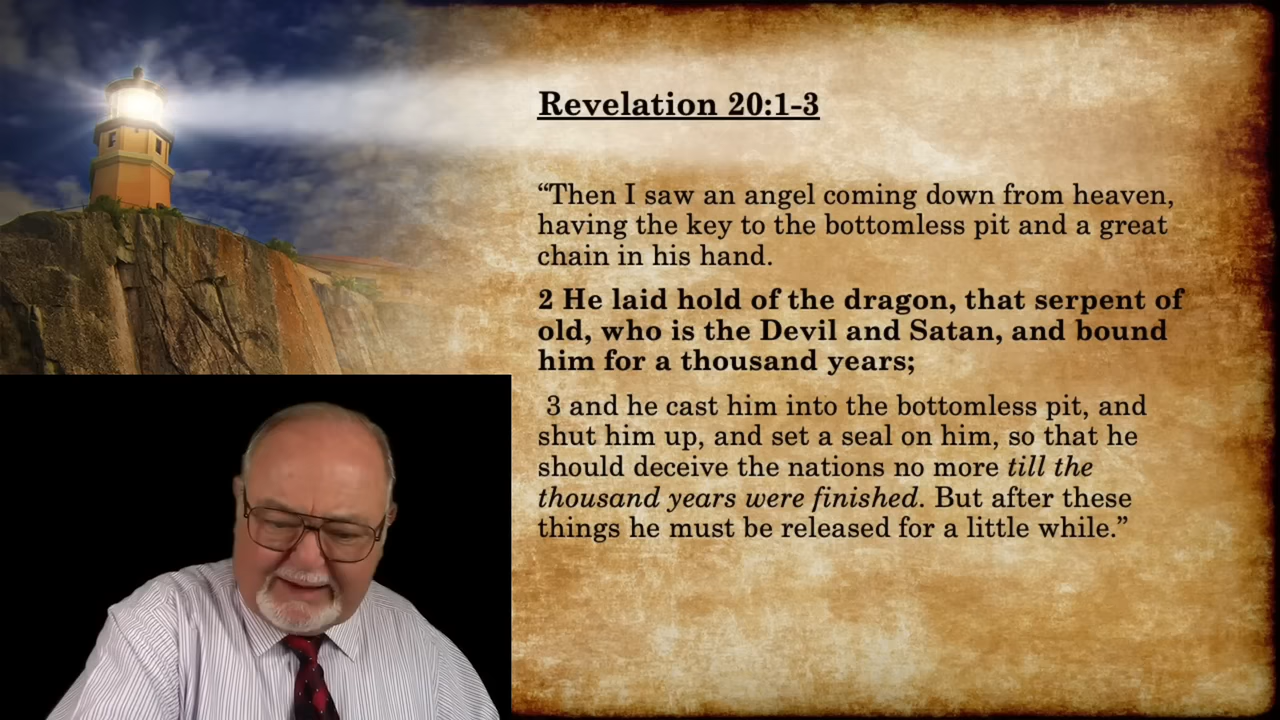 Revelation 20:1-3
“Then I saw an angel coming down from heaven,
having the key to the bottomless pit and a great
chain in his hand.
2 He laid hold of the dragon, that serpent of
old, who is the Devil and Satan, and bound
him for a thousand years;
3 and he cast him into the bottomless pit, and
shut him up, and set a seal on him, so that he
should deceive the nations no more till the
thousand years were finished. But after these
things he must be released for a little while.”